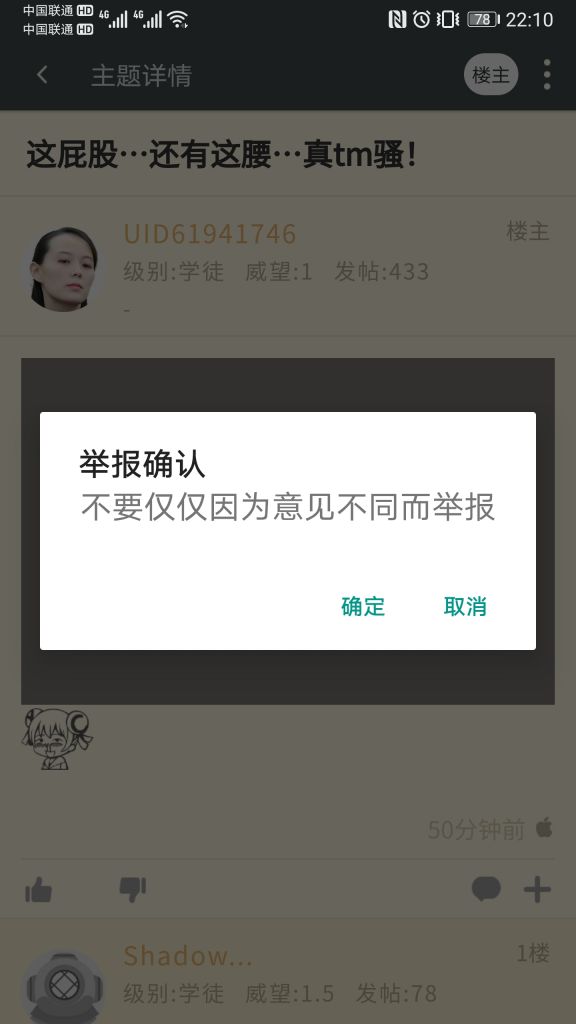 中国联通 HD 4G 4G 78 22:10
中国联通 HD
主题详情 楼主
这屁股…还有这腰…真tm骚！
UID61941746 楼主
级别:学徒 威望:1 发帖:433
-
举报确认
不要仅仅因为意见不同而举报
确定 取消
50分钟前
Shadow... 1楼
级别:学徒 威望:1.5 发帖:78